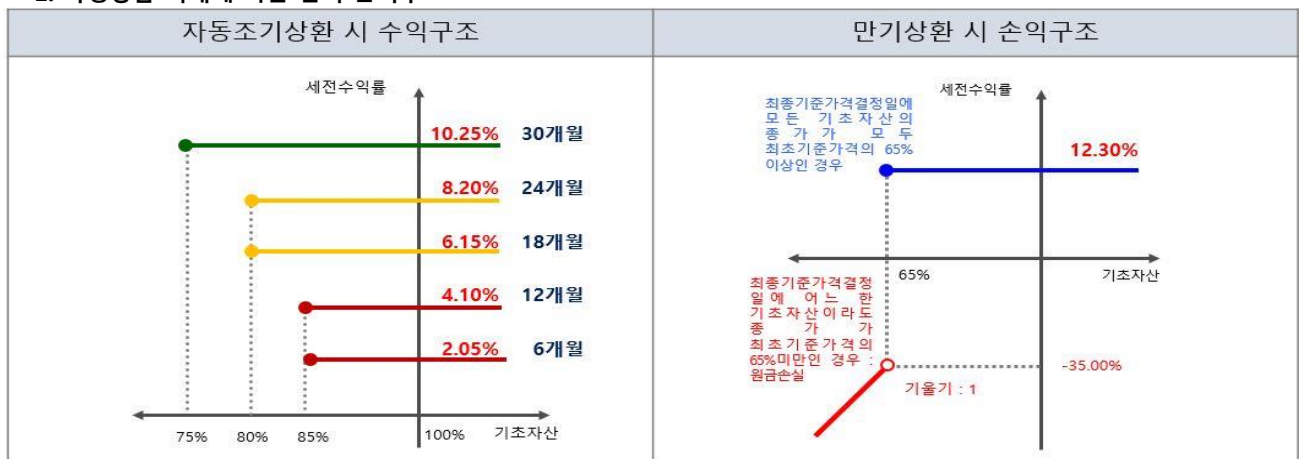 자동조기상환 시 수익구조
만기상환 시 손익구조
세전수익률
10.25% 30개월
8.20% 24개월
6.15% 18개월
4.10% 12개월
2.05% 6개월
75% 80% 85% 100% 기초자산
세전수익률
최종기준가격결정일에
모든 기초자산의
종가가 모두
최초기준가격의 65%
이상인 경우
12.30%
65%
기초자산
최종기준가격결정
일에 어느 한
기초자산이라도
종가가
최초기준가격의
65%미만인 경우 :
원금손실
-35.00%
기울기 : 1